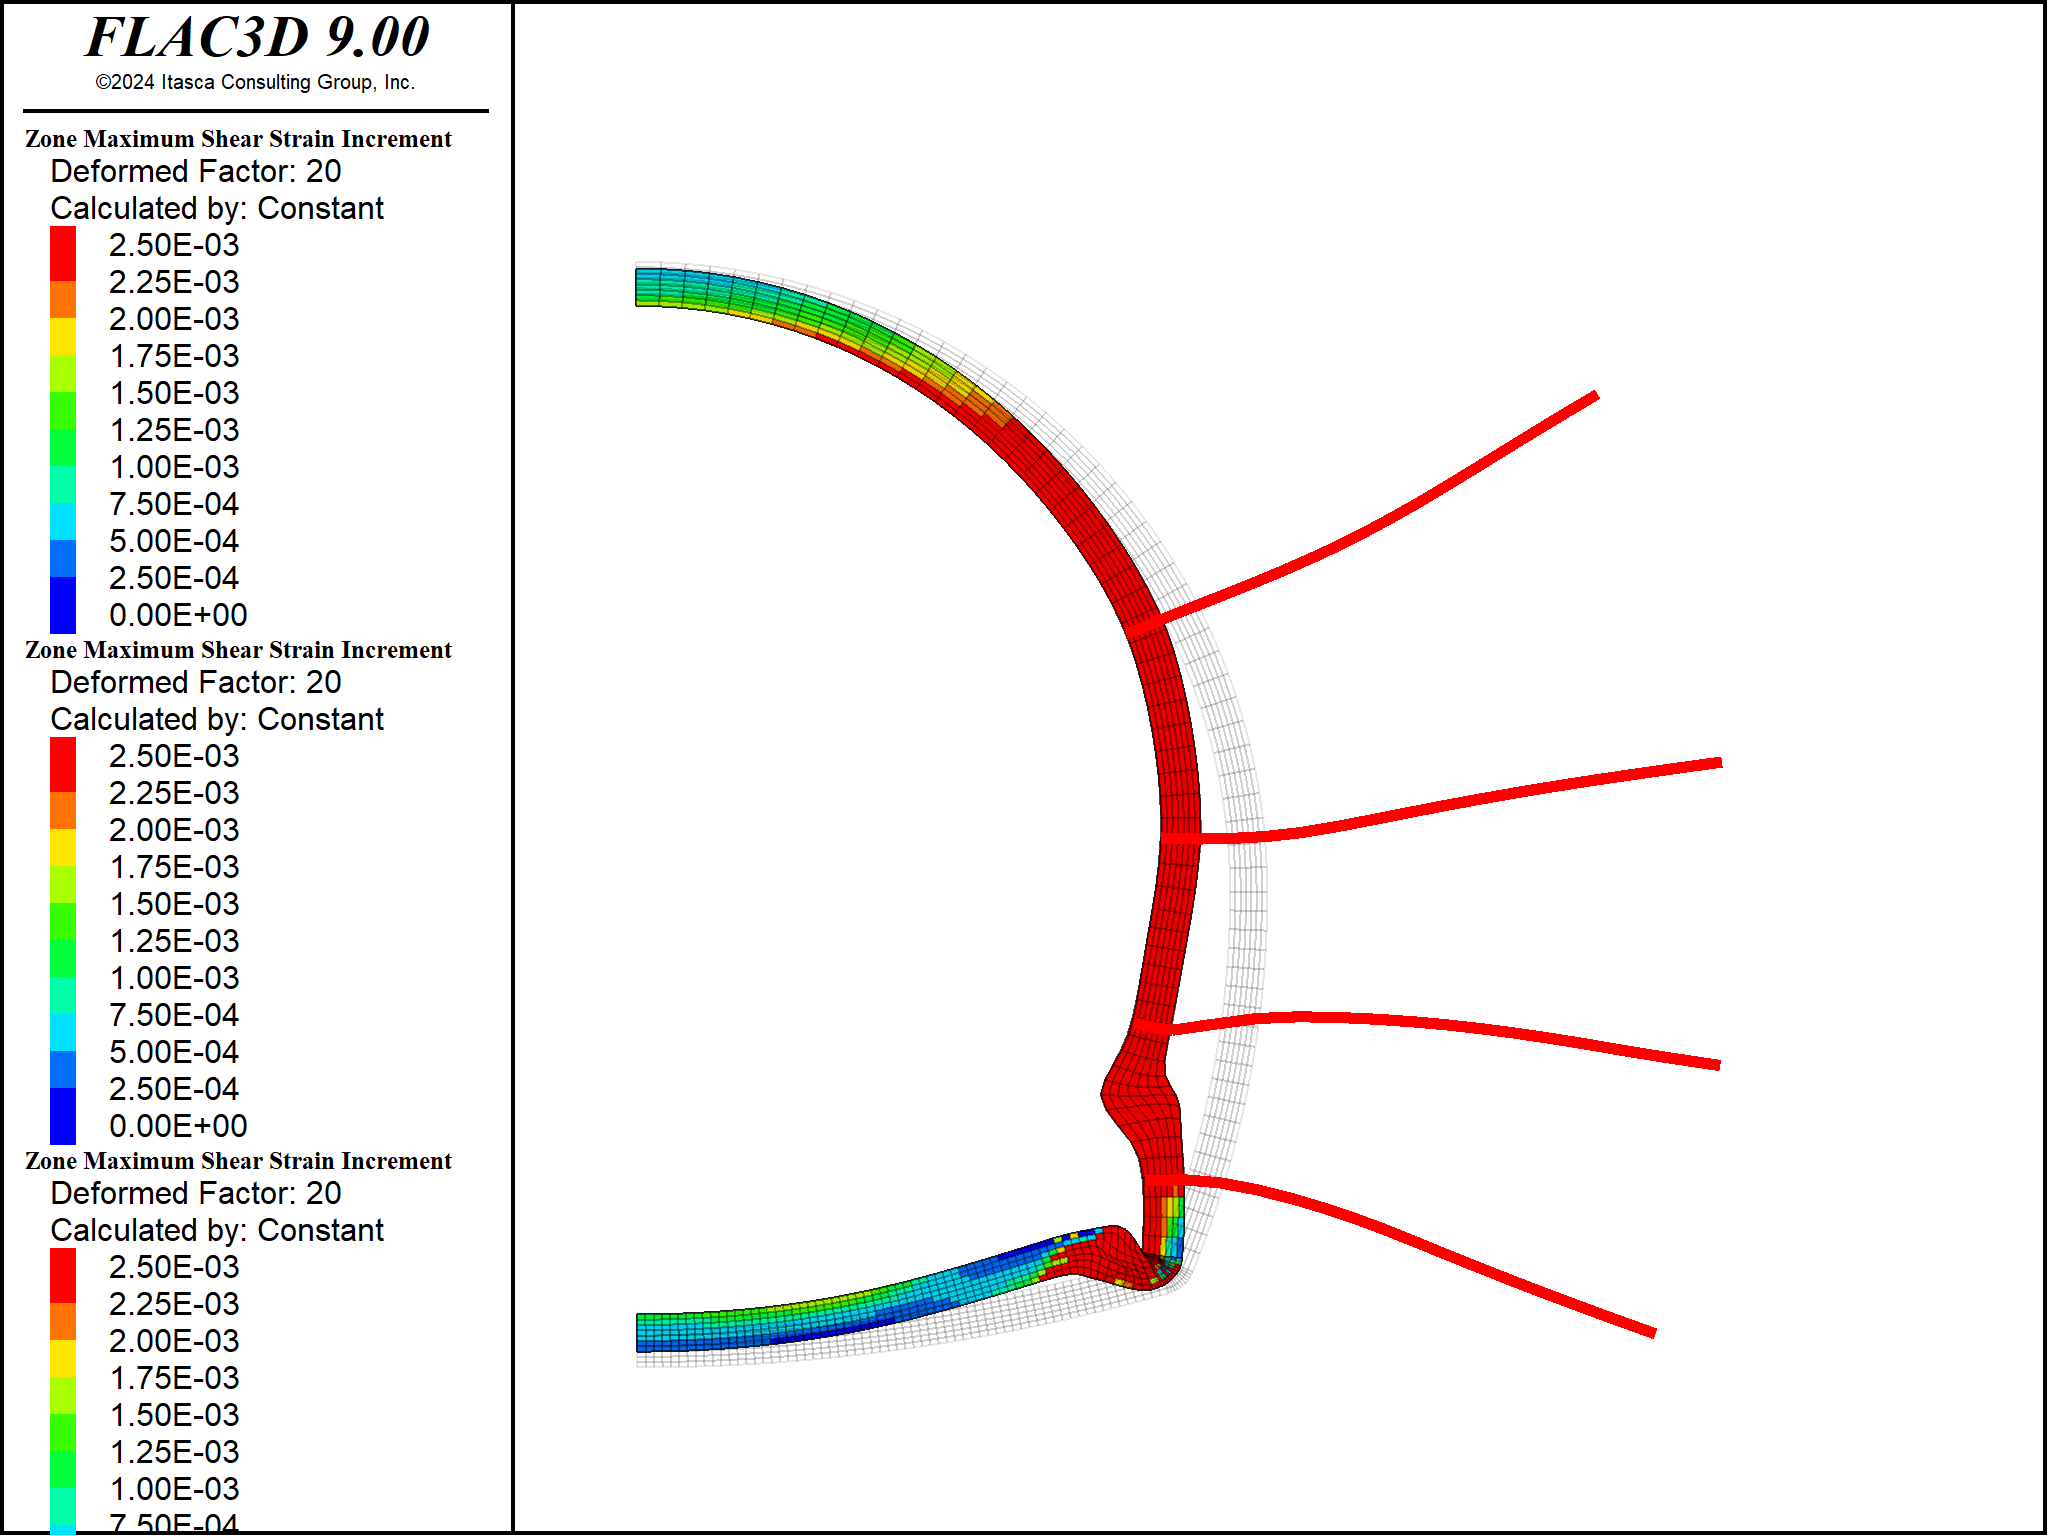 FLAC3D 9.00
©2024 Itasca Consulting Group, Inc.
Zone Maximum Shear Strain Increment
Deformed Factor: 20
Calculated by: Constant
2.50E-03
2.25E-03
2.00E-03
1.75E-03
1.50E-03
1.25E-03
1.00E-03
7.50E-04
5.00E-04
2.50E-04
0.00E+00
Zone Maximum Shear Strain Increment
Deformed Factor: 20
Calculated by: Constant
2.50E-03
2.25E-03
2.00E-03
1.75E-03
1.50E-03
1.25E-03
1.00E-03
7.50E-04
5.00E-04
2.50E-04
0.00E+00
Zone Maximum Shear Strain Increment
Deformed Factor: 20
Calculated by: Constant
2.50E-03
2.25E-03
2.00E-03
1.75E-03
1.50E-03
1.25E-03
1.00E-03
7.50E-04